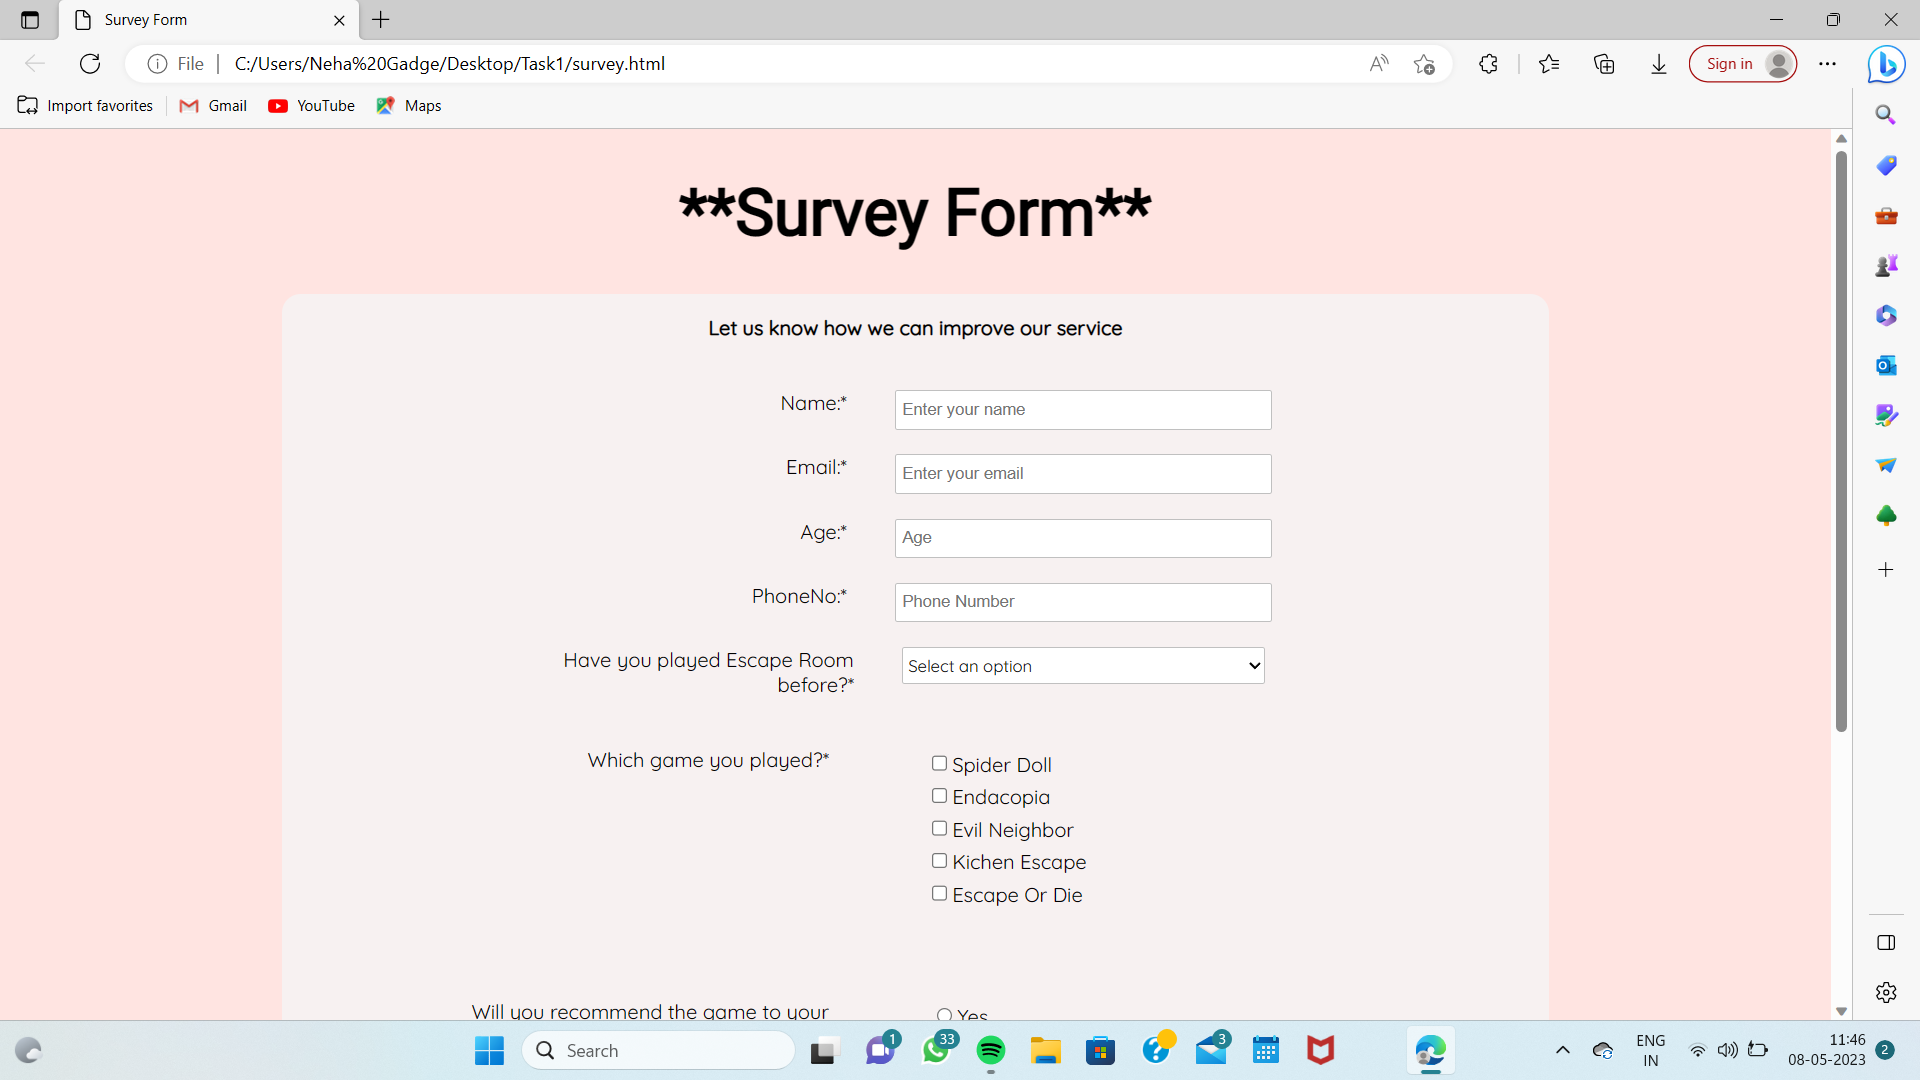 Survey Form
File
C:/Users/Neha%20Gadge/Desktop/Task1/survey.html
Sign in
Import favorites
Gmail
YouTube
Maps
**Survey Form**
Let us know how we can improve our service
Name:*
Enter your name
Email:*
Enter your email
Age:*
Age
PhoneNo:*
Phone Number
Have you played Escape Room
before?*
Select an option
Which game you played?*
Spider Doll
Endacopia
Evil Neighbor
Kichen Escape
Escape Or Die
Will you recommend the game to your
Yes
Search
1
33
3
ENG
IN
11:46
08-05-2023
2